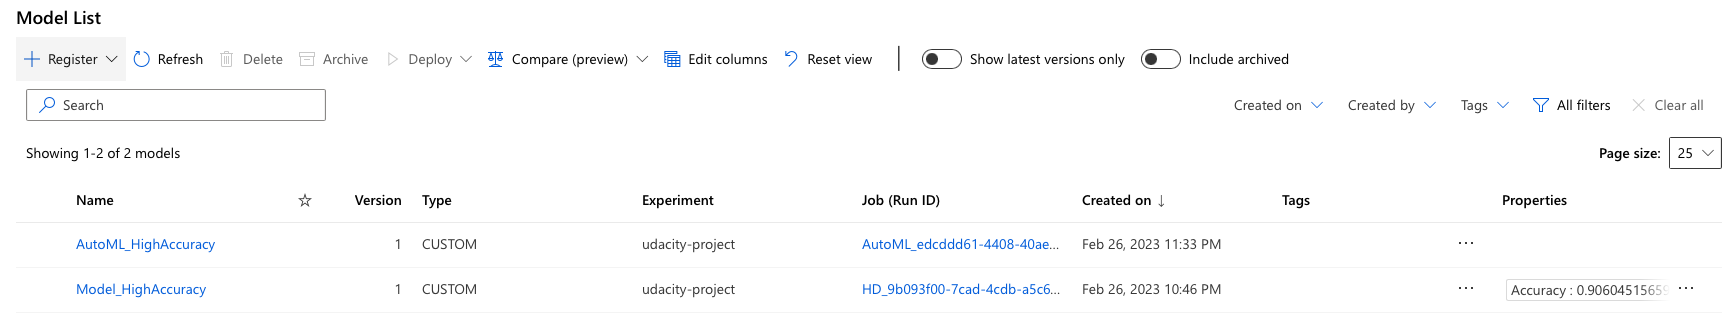 Model List
Register Refresh Delete Archive Deploy Compare (preview) Edit columns Reset view Show latest versions only Include archived
Search Created on Created by Tags All filters Clear all
Showing 1-2 of 2 models Page size: 25
Name Version Type Experiment Job (Run ID) Created on ↓ Tags Properties
AutoML_HighAccuracy 1 CUSTOM udacity-project AutoML_edcddd61-4408-40ae... Feb 26, 2023 11:33 PM ...
Model_HighAccuracy 1 CUSTOM udacity-project HD_9b093f00-7cad-4cdb-a5c6... Feb 26, 2023 10:46 PM ... Accuracy : 0.90604515659 ...